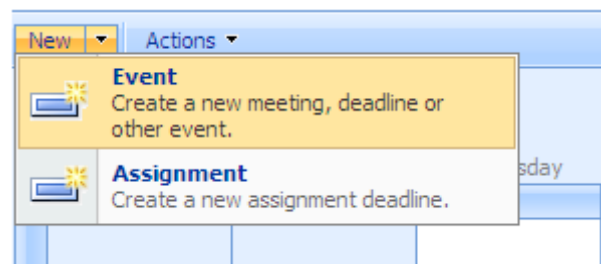 New Actions
Event
Create a new meeting, deadline or
other event.
Assignment
sday
Create a new assignment deadline.